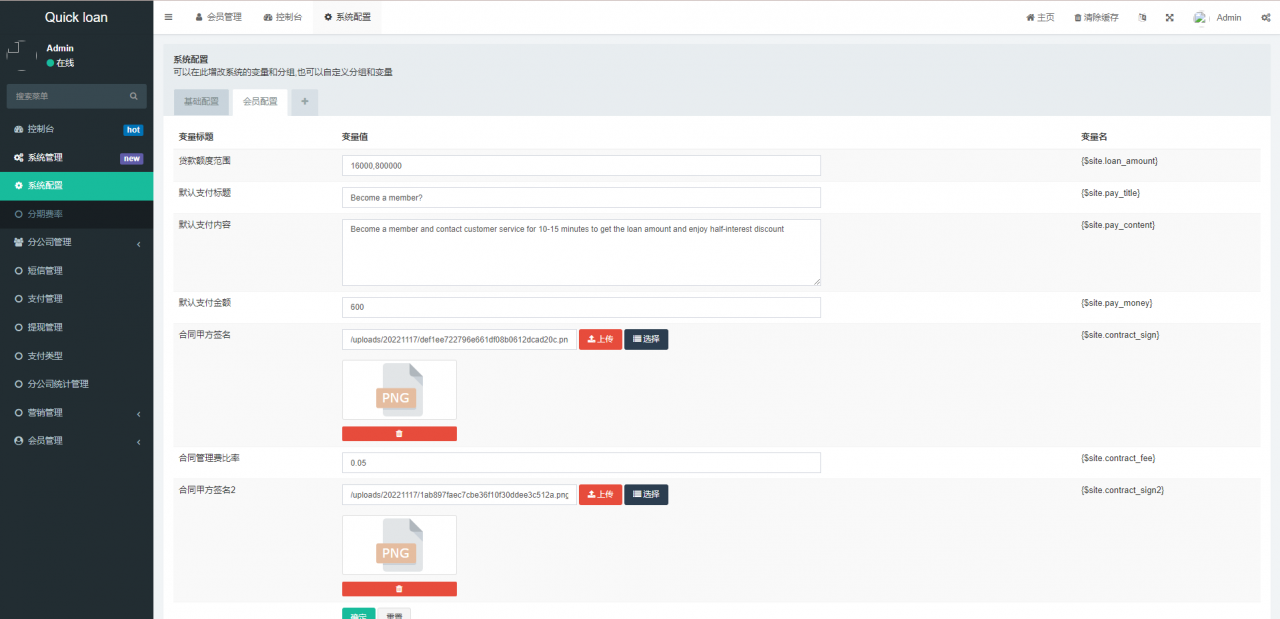 Quick loan
会员管理
控制台
系统配置
主页
清除缓存
Admin
Admin
在线
搜索菜单
控制台
hot
系统管理
new
系统配置
分期费率
分公司管理
短信管理
支付管理
提现管理
支付类型
分公司统计管理
营销管理
会员管理
系统配置
可以在此增改系统的变量和分组,也可以自定义分组和变量
基础配置
会员配置
变量标题
变量值
变量名
贷款额度范围
16000,800000
{$site.loan_amount}
默认支付标题
Become a member?
{$site.pay_title}
默认支付内容
Become a member and contact customer service for 10-15 minutes to get the loan amount and enjoy half-interest discount
{$site.pay_content}
默认支付金额
600
{$site.pay_money}
合同甲方签名
/uploads/20221117/def1ee722796e661df08b0612dcad20c.pn
上传
选择
{$site.contract_sign}
PNG
合同管理费比率
0.05
{$site.contract_fee}
合同甲方签名2
/uploads/20221117/1ab897faec7cbe36f10f30ddee3c512a.png
上传
选择
{$site.contract_sign2}
PNG
确定
重置